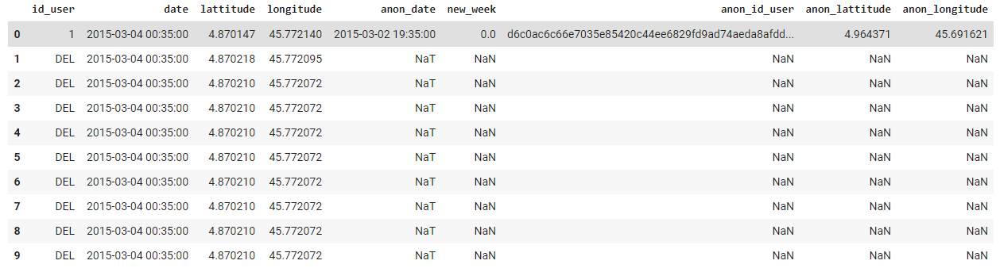 id_user date lattitude longitude anon_date new_week anon_id_user anon_lattitude anon_longitude
0 1 2015-03-04 00:35:00 4.870147 45.772140 2015-03-02 19:35:00 0.0 d6c0ac6c66e7035e85420c44ee6829fd9ad74aeda8afdd... 4.964371 45.691621
1 DEL 2015-03-04 00:35:00 4.870218 45.772095 NaT NaN NaN NaN NaN
2 DEL 2015-03-04 00:35:00 4.870210 45.772072 NaT NaN NaN NaN NaN
3 DEL 2015-03-04 00:35:00 4.870210 45.772072 NaT NaN NaN NaN NaN
4 DEL 2015-03-04 00:35:00 4.870210 45.772072 NaT NaN NaN NaN NaN
5 DEL 2015-03-04 00:35:00 4.870210 45.772072 NaT NaN NaN NaN NaN
6 DEL 2015-03-04 00:35:00 4.870210 45.772072 NaT NaN NaN NaN NaN
7 DEL 2015-03-04 00:35:00 4.870210 45.772072 NaT NaN NaN NaN NaN
8 DEL 2015-03-04 00:35:00 4.870210 45.772072 NaT NaN NaN NaN NaN
9 DEL 2015-03-04 00:35:00 4.870210 45.772072 NaT NaN NaN NaN NaN